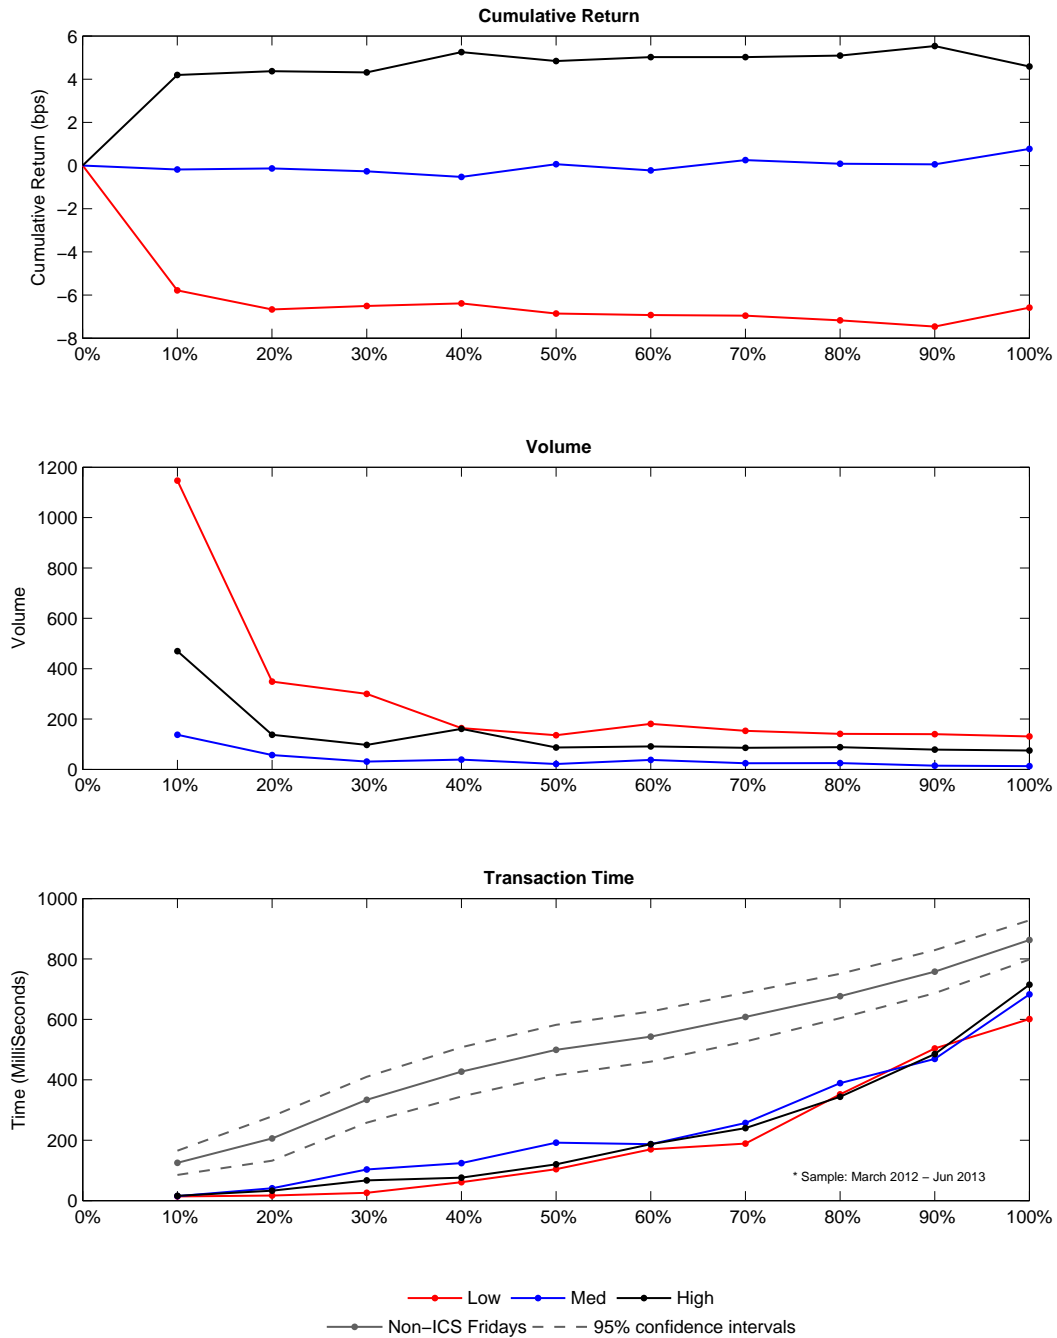 Cumulative Return
Cumulative Return (bps)
6
4
2
0
−2
−4
−6
−8
0% 10% 20% 30% 40% 50% 60% 70% 80% 90% 100%
Volume
Volume
1200
1000
800
600
400
200
0
0% 10% 20% 30% 40% 50% 60% 70% 80% 90% 100%
Transaction Time
Time (MilliSeconds)
1000
800
600
400
200
0
* Sample: March 2012 − Jun 2013
0% 10% 20% 30% 40% 50% 60% 70% 80% 90% 100%
Low Med High
Non−ICS Fridays 95% confidence intervals